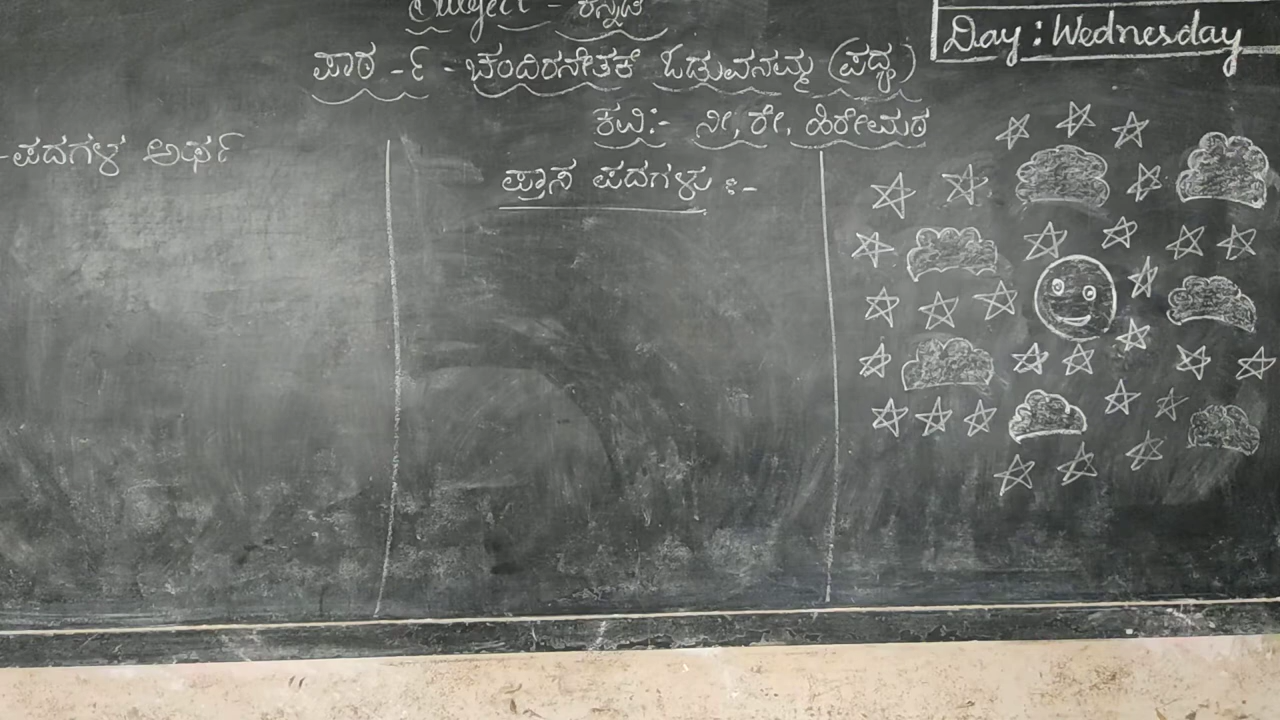 Subject - ಕನ್ನಡ
Day : Wednesday
ಪಾಠ - ೯ - ಚಂದಿರನೇತಕೆ ಓಡುವನಮ್ಮ (ಪದ್ಯ)
ಕವಿ:- ನೀ, ರೇ, ಹಿರೇಮಠ
-ಪದಗಳ ಅರ್ಥ
ಪ್ರಾಸ ಪದಗಳು :-